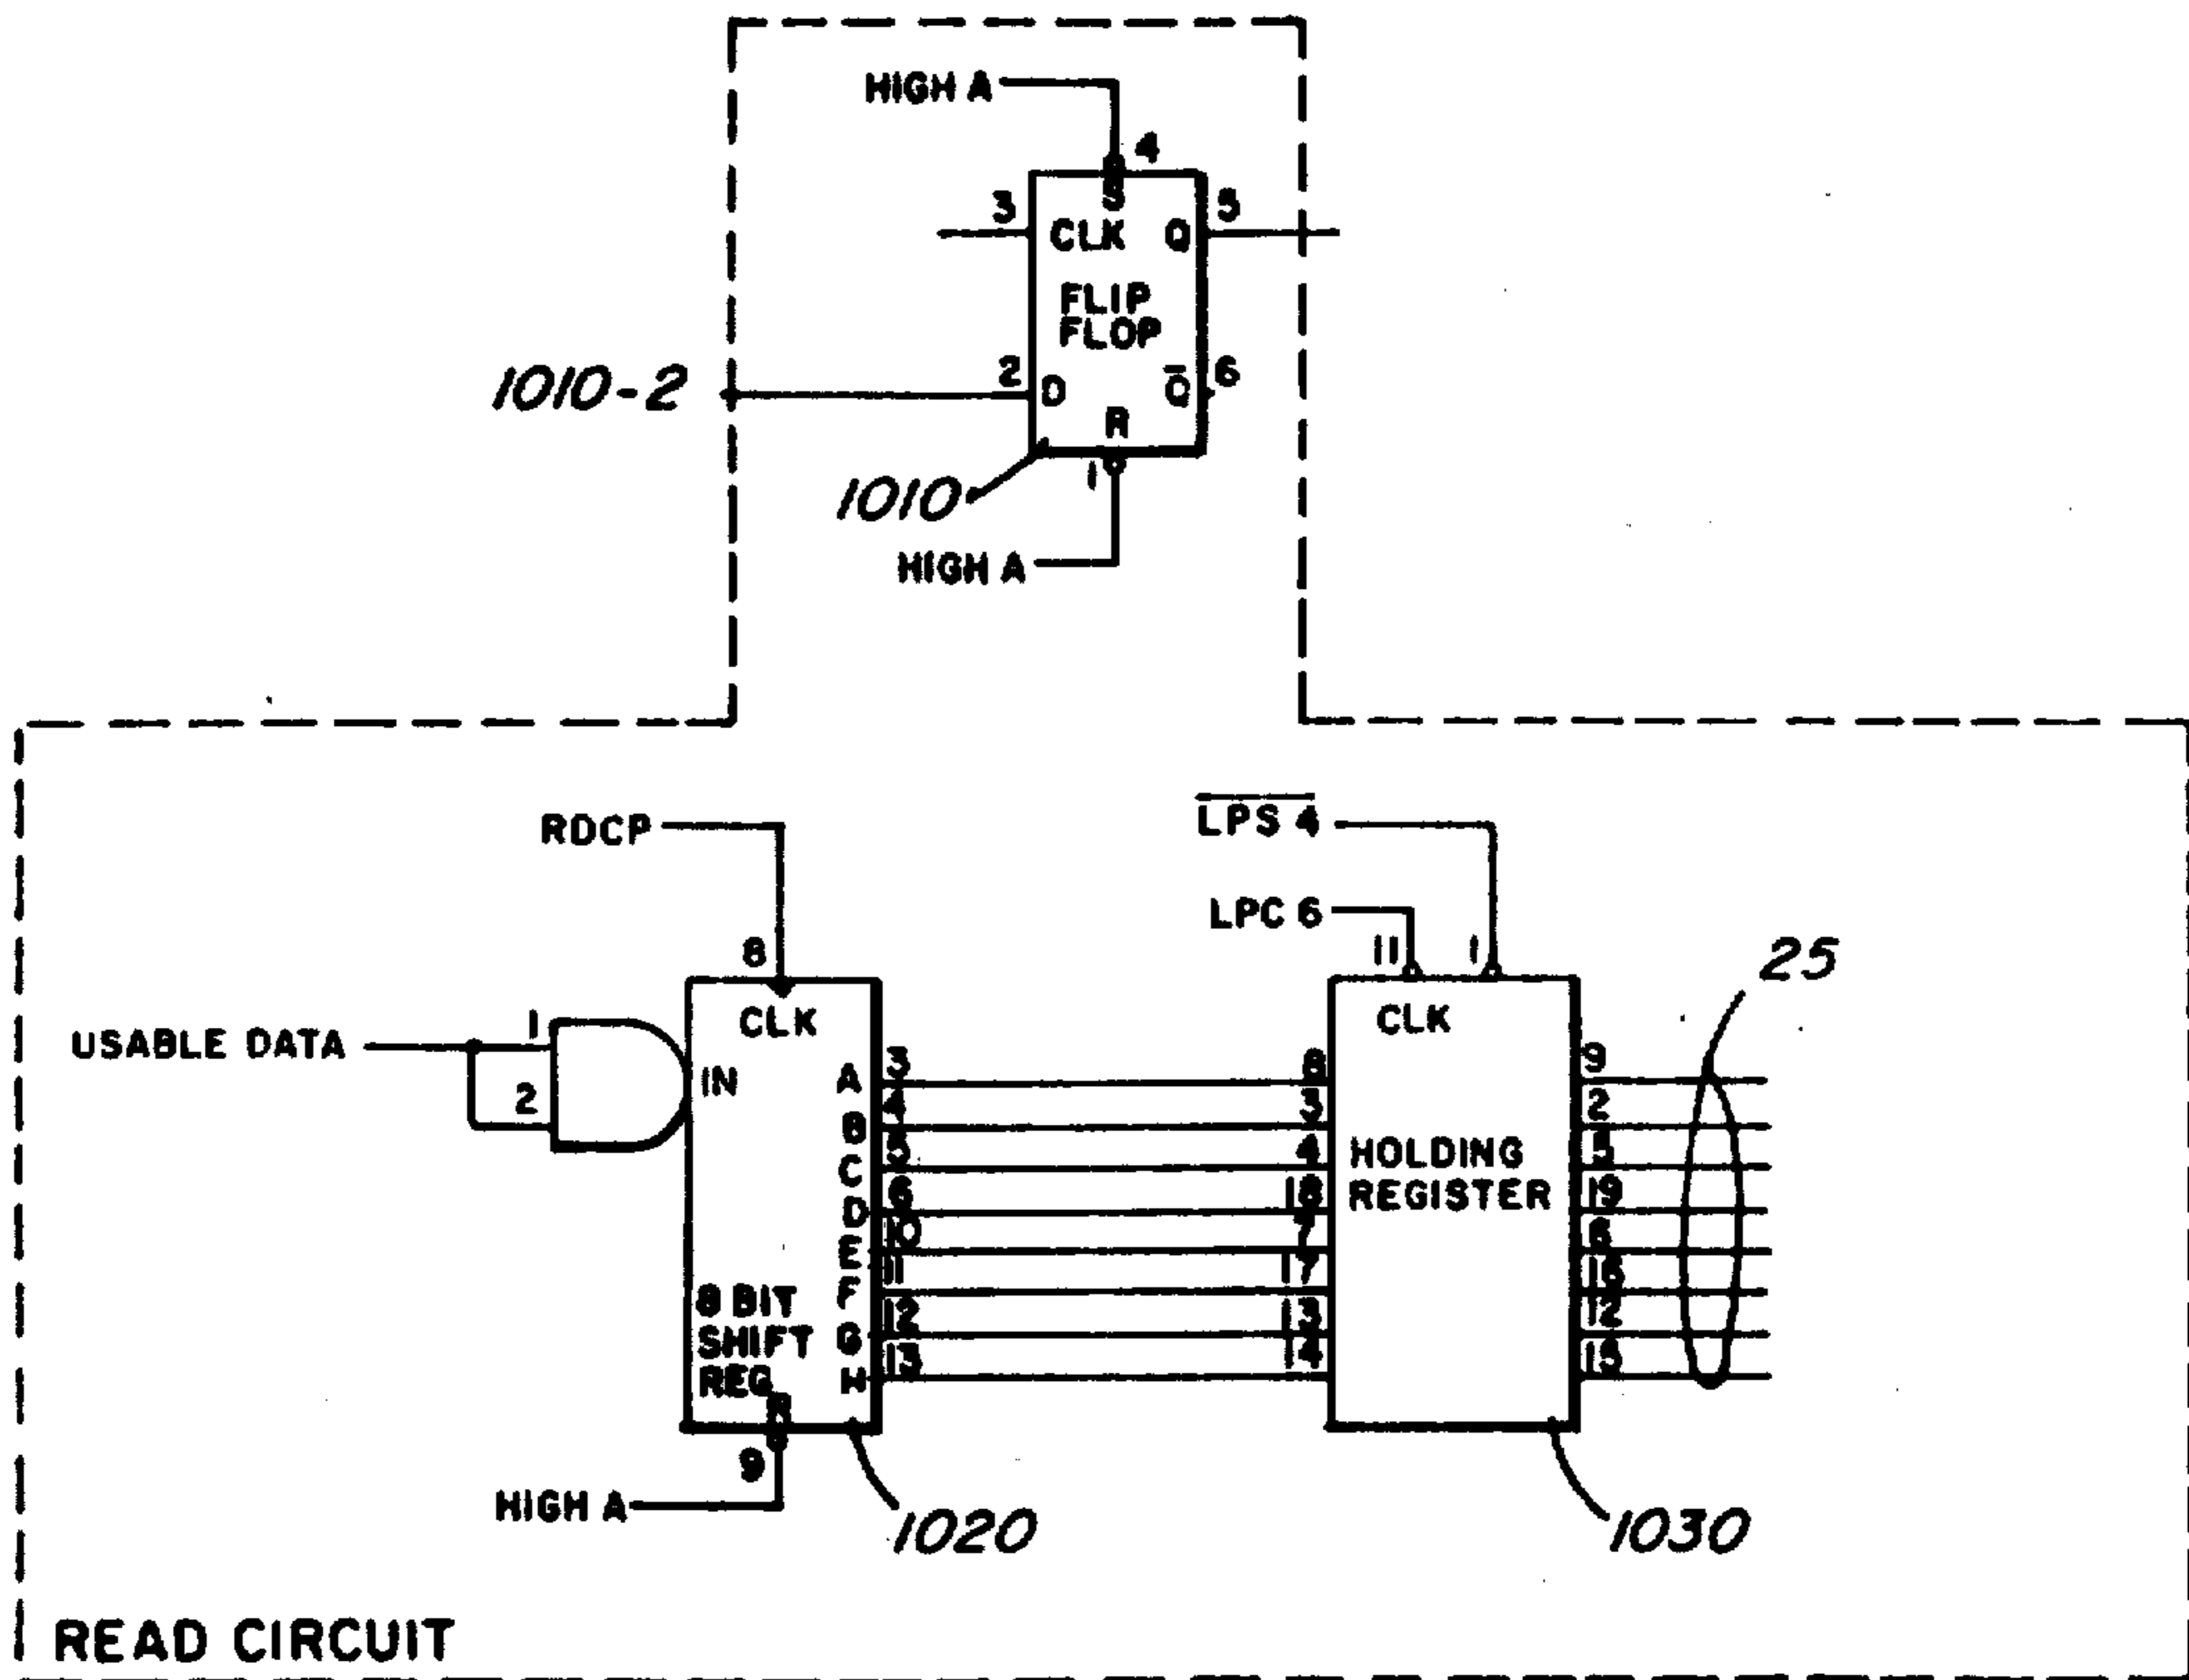 HIGH A
4
S
3
CLK Q
5
FLIP
FLOP
1010-2
2
D
Q̅
6
R
1
1010
HIGH A
RDCP
L̅P̅S̅ 4̅
LPC 6
8
11
1
25
CLK
CLK
USABLE DATA
1
2
IN
A
3
8
9
B
4
3
2
C
5
4
5
HOLDING
REGISTER
D
6
18
19
E
10
7
6
F
11
17
16
G
12
13
12
H
13
14
15
8 BIT
SHIFT
REG
R
9
HIGH A
1020
1030
READ CIRCUIT